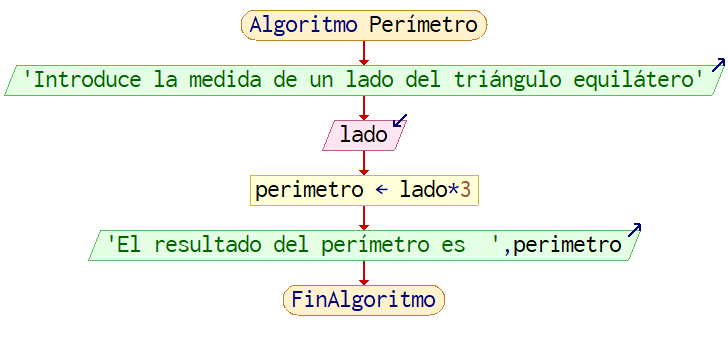 Algoritmo Perímetro
'Introduce la medida de un lado del triángulo equilátero'
lado
perimetro ← lado*3
'El resultado del perímetro es  ',perimetro
FinAlgoritmo